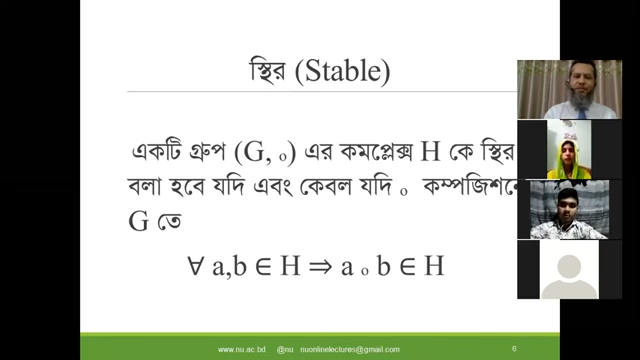 স্থির (Stable)
একটি গ্রুপ (G, o) এর কমপ্লেক্স H কে স্থির
বলা হবে যদি এবং কেবল যদি o কম্পজিশনে
G তে
∀ a,b ∈ H ⇒ a o b ∈ H
www.nu.ac.bd @nu nuonlinelectures@gmail.com 6